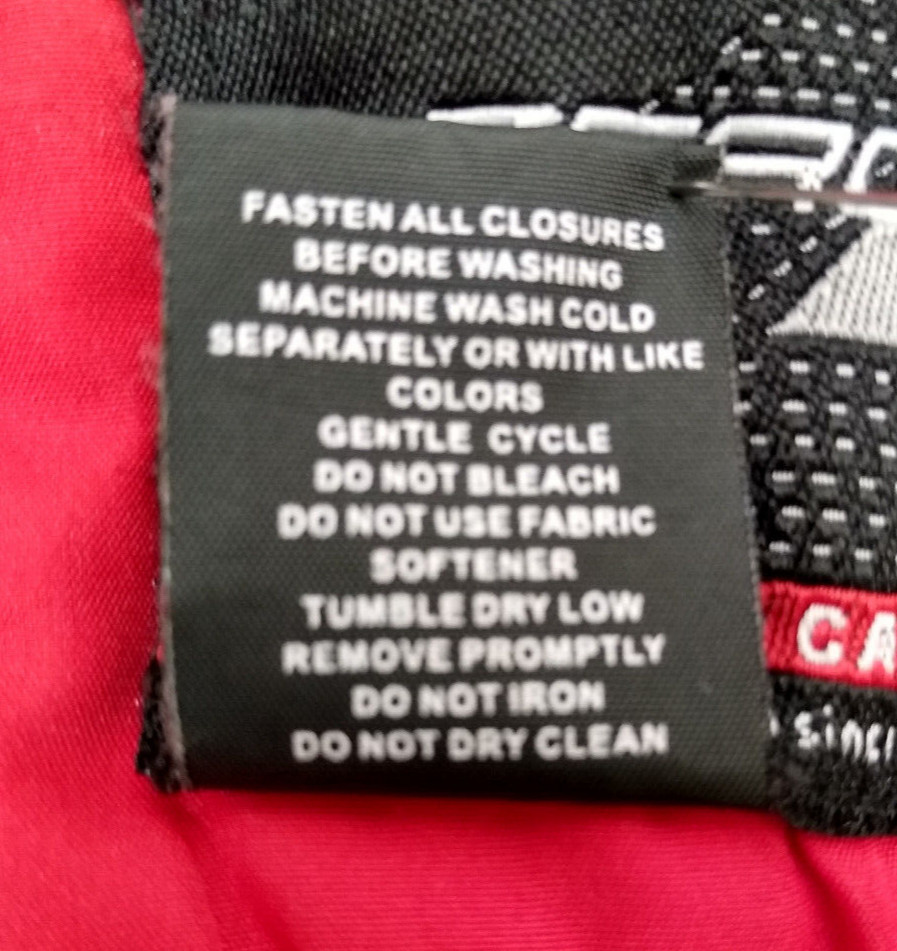 FASTEN ALL CLOSURES
BEFORE WASHING
MACHINE WASH COLD
SEPARATELY OR WITH LIKE
COLORS
GENTLE CYCLE
DO NOT BLEACH
DO NOT USE FABRIC
SOFTENER
TUMBLE DRY LOW
REMOVE PROMPTLY
DO NOT IRON
DO NOT DRY CLEAN